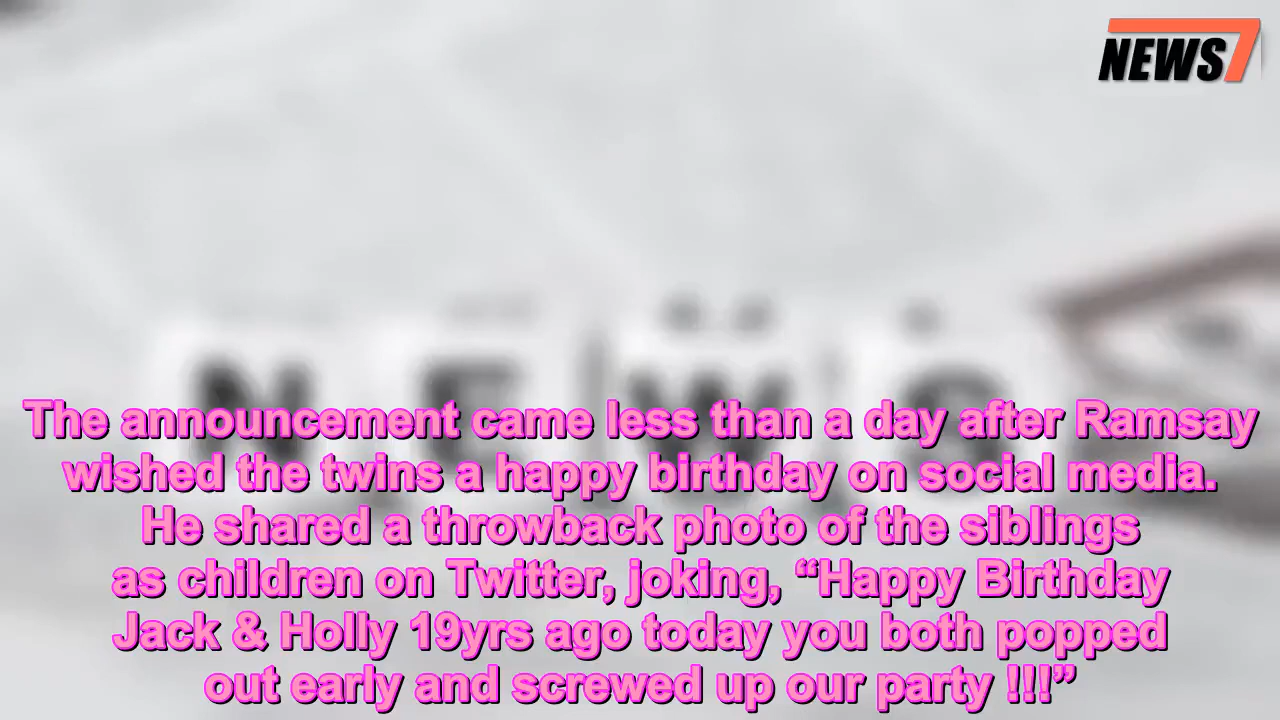 NEWS7
NEWS
The announcement came less than a day after Ramsay
wished the twins a happy birthday on social media.
He shared a throwback photo of the siblings
as children on Twitter, joking, “Happy Birthday
Jack & Holly 19yrs ago today you both popped
out early and screwed up our party !!!”